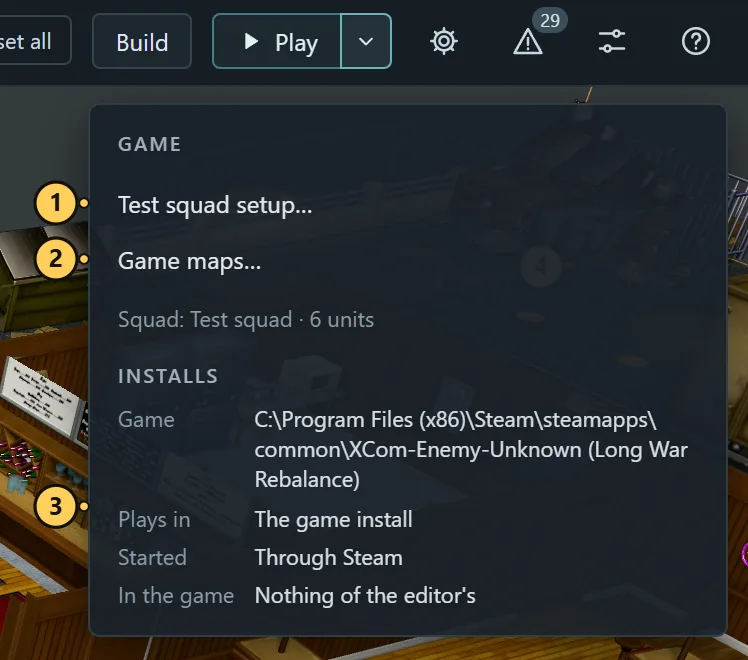 set all
Build
Play
29
GAME
1
Test squad setup...
2
Game maps...
4
Squad: Test squad · 6 units
INSTALLS
Game
C:\Program Files (x86)\Steam\steamapps\
common\XCom-Enemy-Unknown (Long War
Rebalance)
3
Plays in
The game install
Started
Through Steam
In the game
Nothing of the editor's